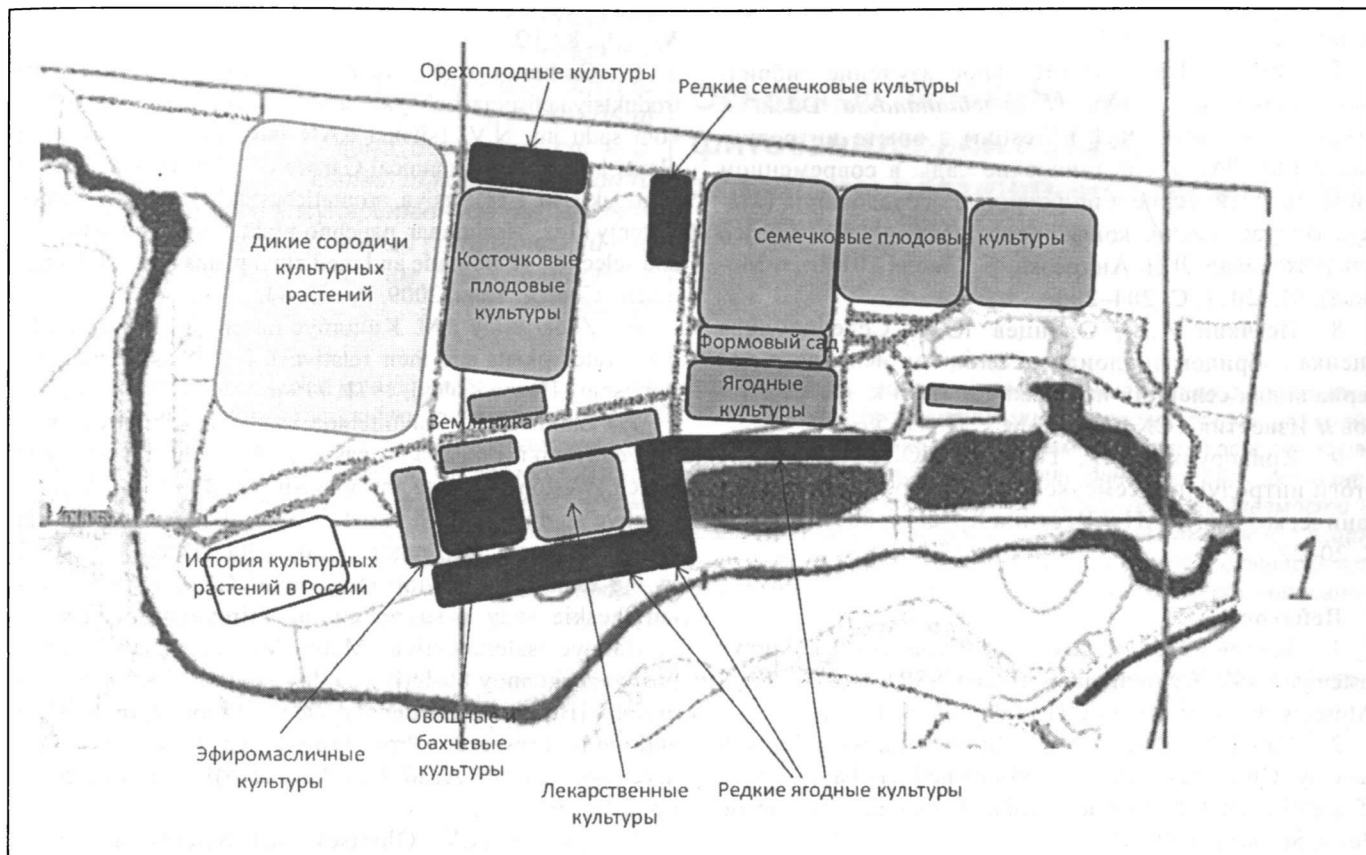 Орехоплодные культуры
Редкие семечковые культуры
Дикие сородичи
культурных
растений
Косточковые
плодовые
культуры
Семечковые плодовые культуры
Формовый сад
Ягодные
культуры
Земляника
История культурных
растений в России
Эфиромасличные
культуры
Овощные и
бахчевые
культуры
Лекарственные
культуры
Редкие ягодные культуры